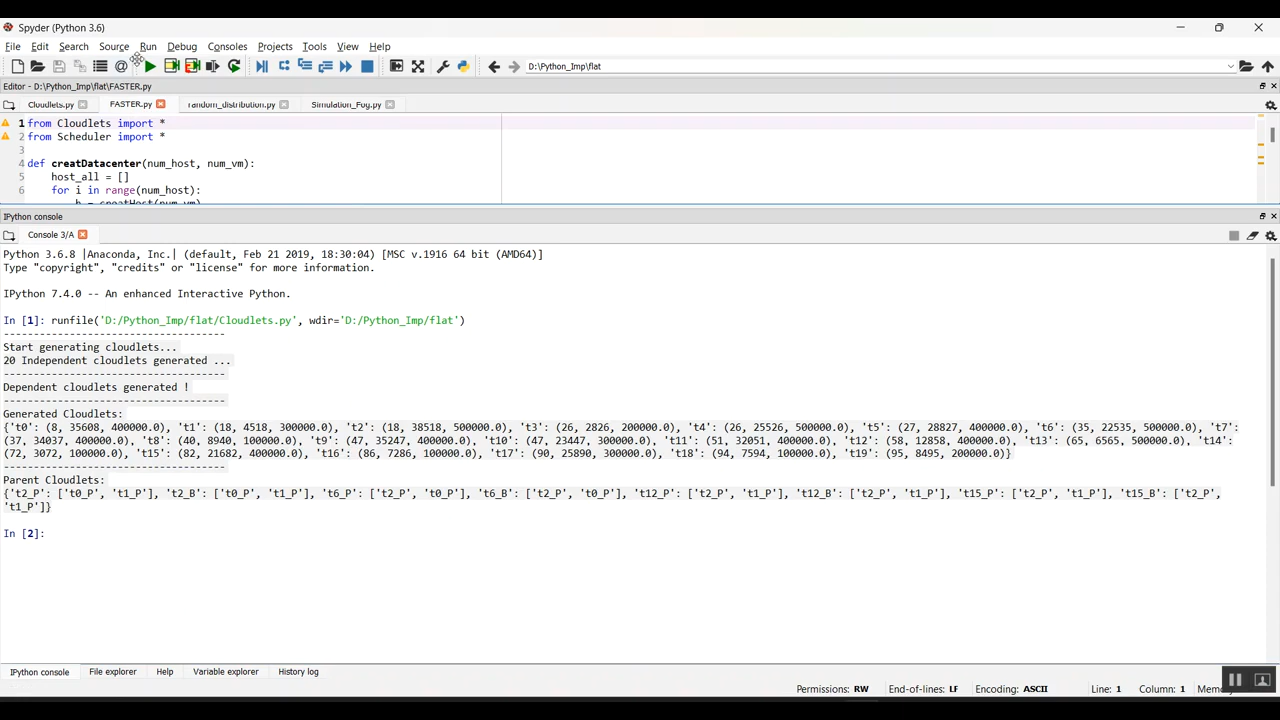 Spyder (Python 3.6)
File Edit Search Source Run Debug Consoles Projects Tools View Help
D:\Python_Imp\flat
Editor - D:\Python_Imp\flat\FASTER.py
Cloudlets.py FASTER.py random_distribution.py Simulation_Fog.py
1 from Cloudlets import *
2 from Scheduler import *
3
4 def creatDatacenter(num_host, num_vm):
5 host_all = []
6 for i in range(num_host):
h = creatHost(num_vm)
IPython console
Console 3/A
Python 3.6.8 |Anaconda, Inc.| (default, Feb 21 2019, 18:30:04) [MSC v.1916 64 bit (AMD64)]
Type "copyright", "credits" or "license" for more information.
IPython 7.4.0 -- An enhanced Interactive Python.
In [1]: runfile('D:/Python_Imp/flat/Cloudlets.py', wdir='D:/Python_Imp/flat')
-------------------------------------
Start generating cloudlets...
20 Independent cloudlets generated ...
-------------------------------------
Dependent cloudlets generated !
-------------------------------------
Generated Cloudlets:
{'t0': (8, 35608, 400000.0), 't1': (18, 4518, 300000.0), 't2': (18, 38518, 500000.0), 't3': (26, 2826, 200000.0), 't4': (26, 25526, 500000.0), 't5': (27, 28827, 400000.0), 't6': (35, 22535, 500000.0), 't7':
(37, 34037, 400000.0), 't8': (40, 8940, 100000.0), 't9': (47, 35247, 400000.0), 't10': (47, 23447, 300000.0), 't11': (51, 32051, 400000.0), 't12': (58, 12858, 400000.0), 't13': (65, 6565, 500000.0), 't14':
(72, 3072, 100000.0), 't15': (82, 21682, 400000.0), 't16': (86, 7286, 100000.0), 't17': (90, 25890, 300000.0), 't18': (94, 7594, 100000.0), 't19': (95, 8495, 200000.0)}
-------------------------------------
Parent Cloudlets:
{'t2_P': ['t0_P', 't1_P'], 't2_B': ['t0_P', 't1_P'], 't6_P': ['t2_P', 't0_P'], 't6_B': ['t2_P', 't0_P'], 't12_P': ['t2_P', 't1_P'], 't12_B': ['t2_P', 't1_P'], 't15_P': ['t2_P', 't1_P'], 't15_B': ['t2_P',
't1_P']}
In [2]:
IPython console File explorer Help Variable explorer History log
Permissions: RW End-of-lines: LF Encoding: ASCII Line: 1 Column: 1